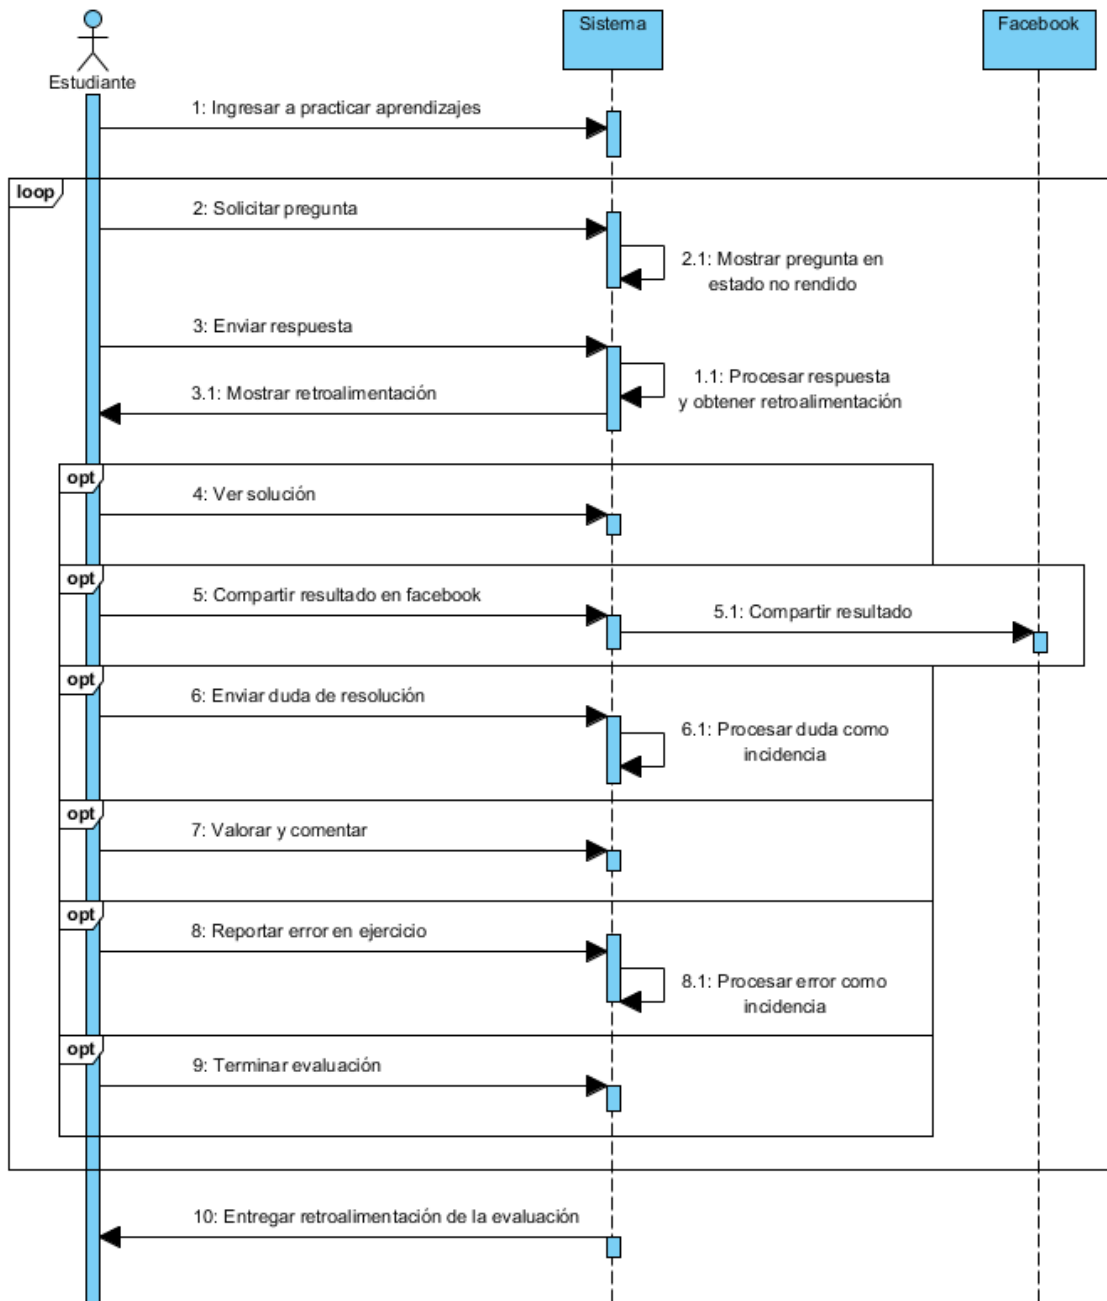 Sistema
Facebook
Estudiante
1: Ingresar a practicar aprendizajes
loop
2: Solicitar pregunta
2.1: Mostrar pregunta en
estado no rendido
3: Enviar respuesta
1.1: Procesar respuesta
y obtener retroalimentación
3.1: Mostrar retroalimentación
opt
4: Ver solución
opt
5: Compartir resultado en facebook
5.1: Compartir resultado
opt
6: Enviar duda de resolución
6.1: Procesar duda como
incidencia
opt
7: Valorar y comentar
opt
8: Reportar error en ejercicio
8.1: Procesar error como
incidencia
opt
9: Terminar evaluación
10: Entregar retroalimentación de la evaluación